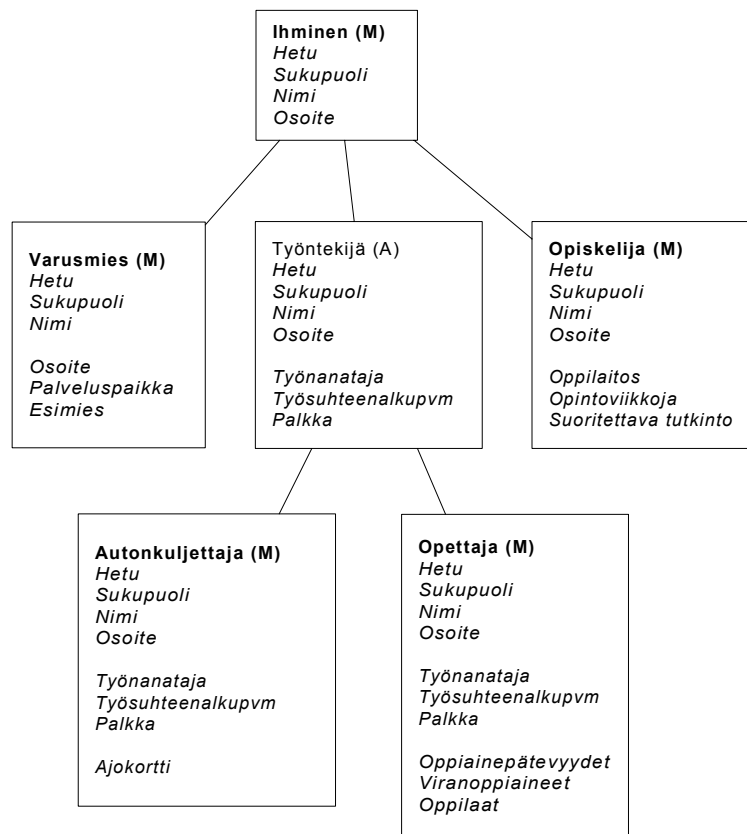 Ihminen (M)
Hetu
Sukupuoli
Nimi
Osoite
Varusmies (M)
Hetu
Sukupuoli
Nimi
Osoite
Palveluspaikka
Esimies
Työntekijä (A)
Hetu
Sukupuoli
Nimi
Osoite
Työnanataja
Työsuhteenalkupvm
Palkka
Opiskelija (M)
Hetu
Sukupuoli
Nimi
Osoite
Oppilaitos
Opintoviikkoja
Suoritettava tutkinto
Autonkuljettaja (M)
Hetu
Sukupuoli
Nimi
Osoite
Työnanataja
Työsuhteenalkupvm
Palkka
Ajokortti
Opettaja (M)
Hetu
Sukupuoli
Nimi
Osoite
Työnanataja
Työsuhteenalkupvm
Palkka
Oppiainepätevyydet
Viranoppiaineet
Oppilaat